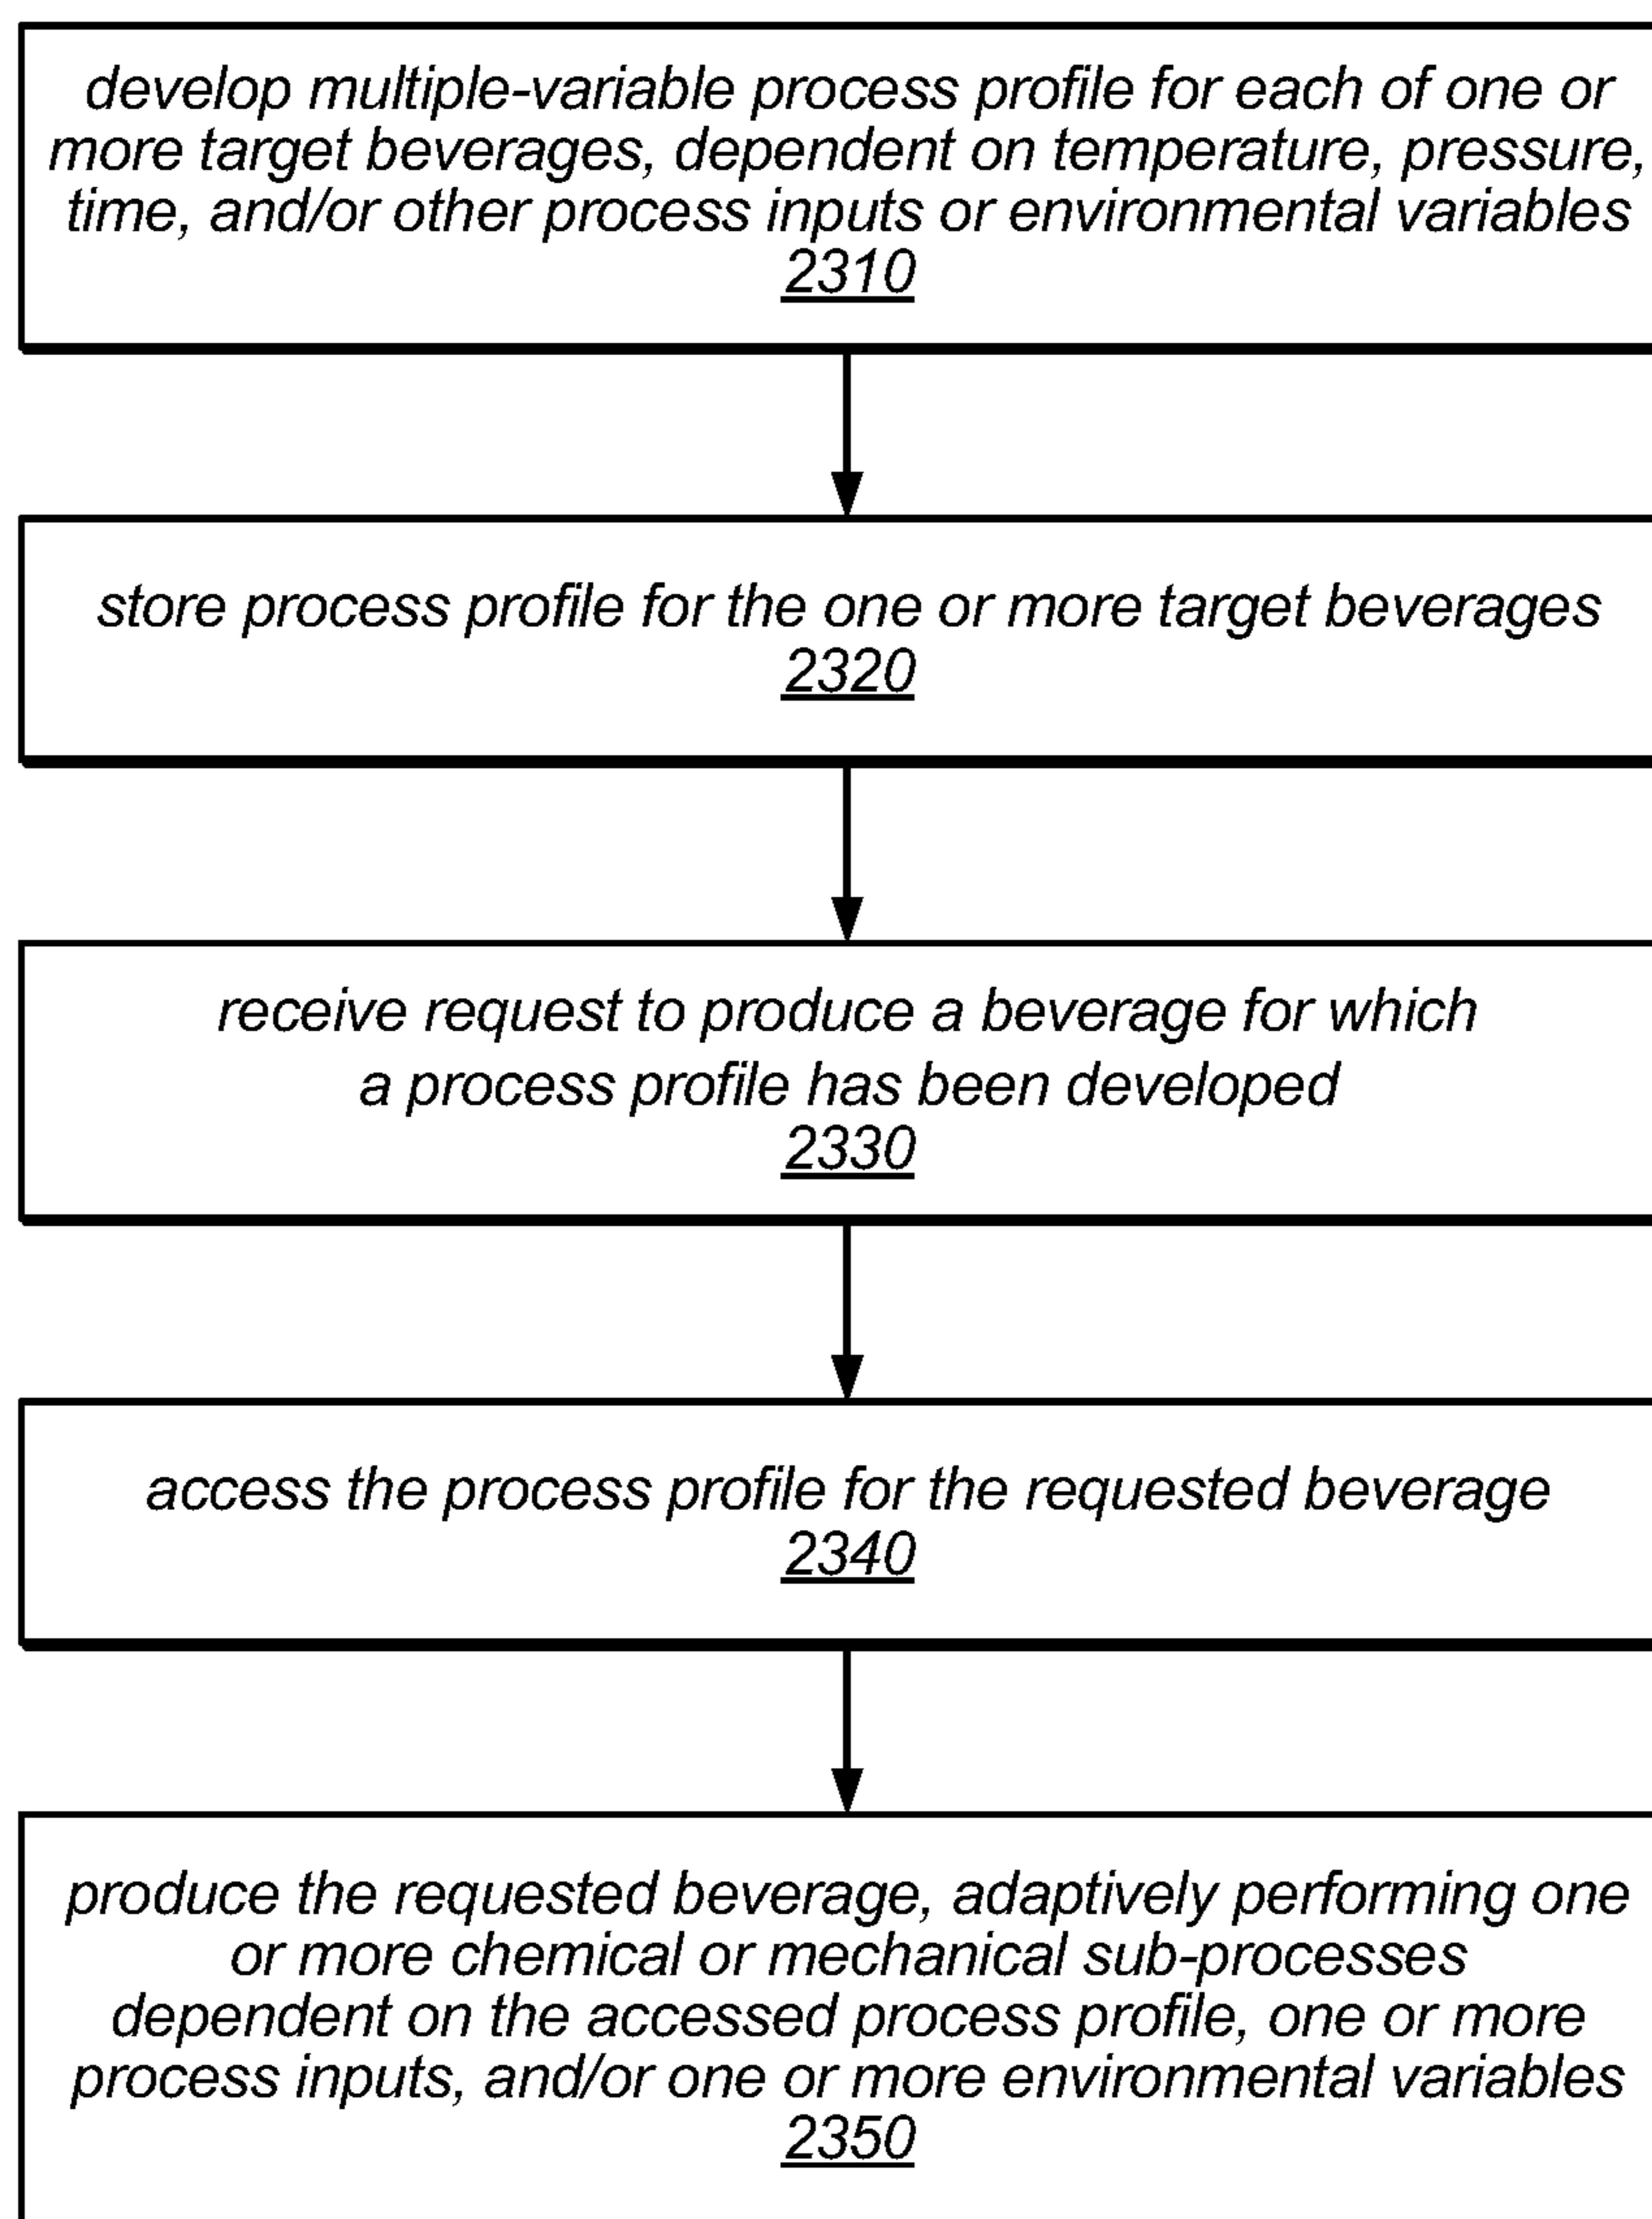 develop multiple-variable process profile for each of one or
more target beverages, dependent on temperature, pressure,
time, and/or other process inputs or environmental variables
2310
store process profile for the one or more target beverages
2320
receive request to produce a beverage for which
a process profile has been developed
2330
access the process profile for the requested beverage
2340
produce the requested beverage, adaptively performing one
or more chemical or mechanical sub-processes
dependent on the accessed process profile, one or more
process inputs, and/or one or more environmental variables
2350